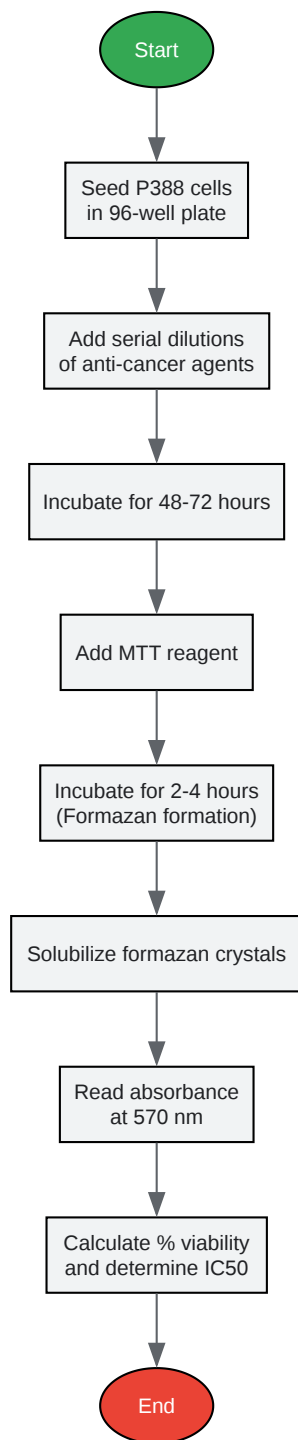 Start
Seed P388 cells
in 96-well plate
Add serial dilutions
of anti-cancer agents
Incubate for 48-72 hours
Add MTT reagent
Incubate for 2-4 hours
(Formazan formation)
Solubilize formazan crystals
Read absorbance
at 570 nm
Calculate % viability
and determine IC50
End